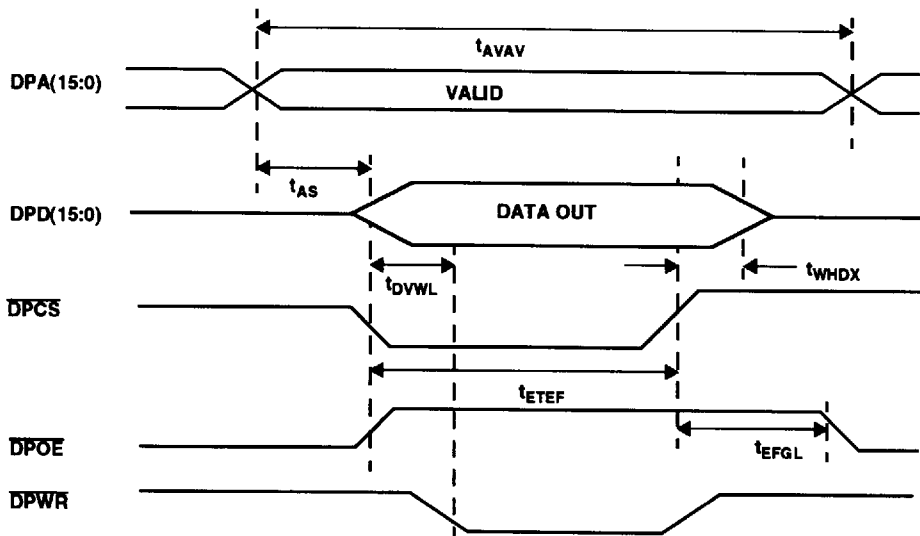 tAVAV
DPA(15:0)
VALID
tAS
DPD(15:0)
DATA OUT
tDVWL
tWHDX
DPCS
tETEF
DPOE
tEFGL
DPWR